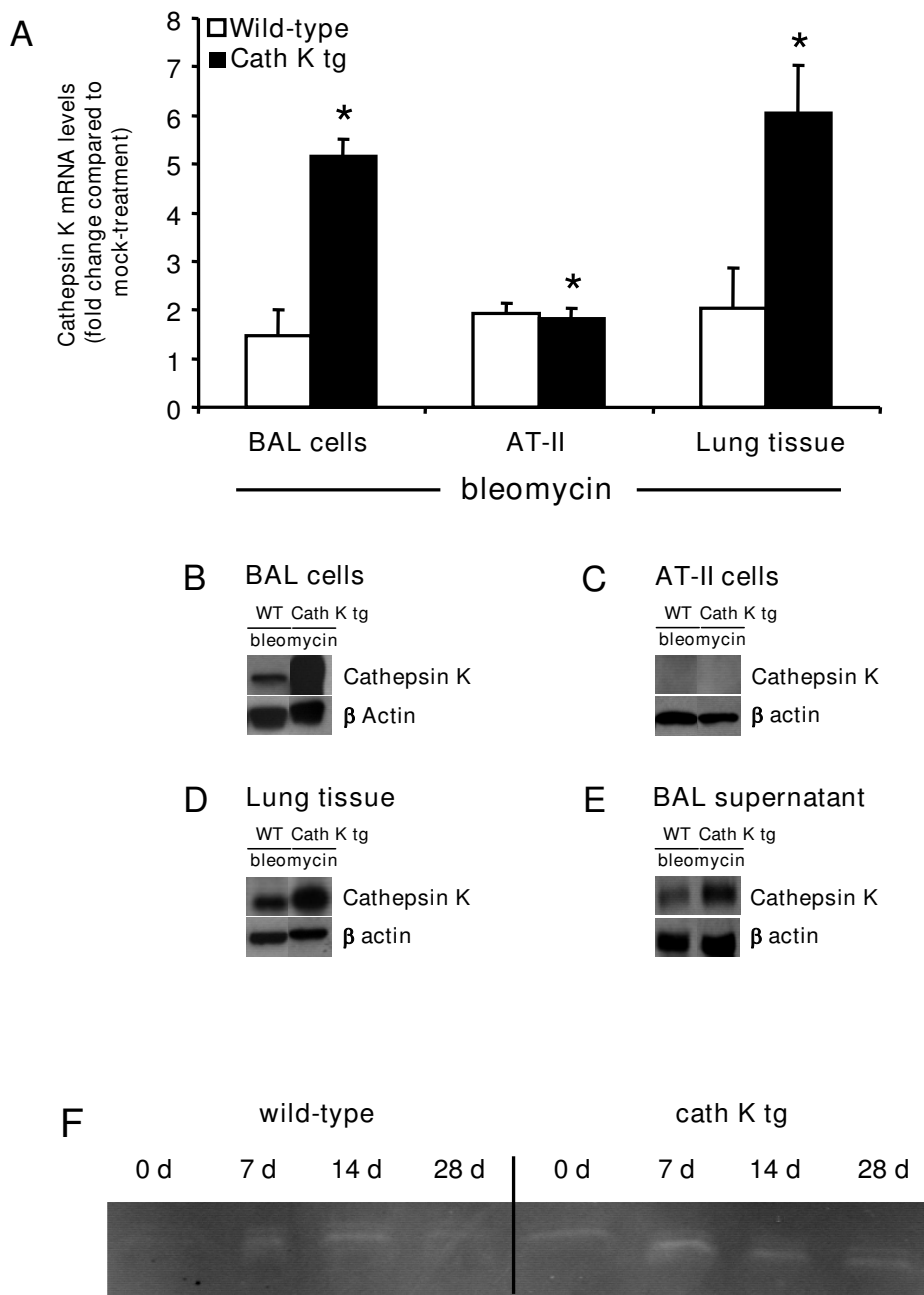 A
Cathepsin K mRNA levels
(fold change compared to
mock-treatment)
8
7
6
5
4
3
2
1
0
Wild-type
Cath K tg
*
*
*
BAL cells
AT-II
Lung tissue
bleomycin
B
BAL cells
WT Cath K tg
bleomycin
Cathepsin K
β Actin
C
AT-II cells
WT Cath K tg
bleomycin
Cathepsin K
β actin
D
Lung tissue
WT Cath K tg
bleomycin
Cathepsin K
β actin
E
BAL supernatant
WT Cath K tg
bleomycin
Cathepsin K
β actin
F
wild-type
cath K tg
0 d 7 d 14 d 28 d 0 d 7 d 14 d 28 d